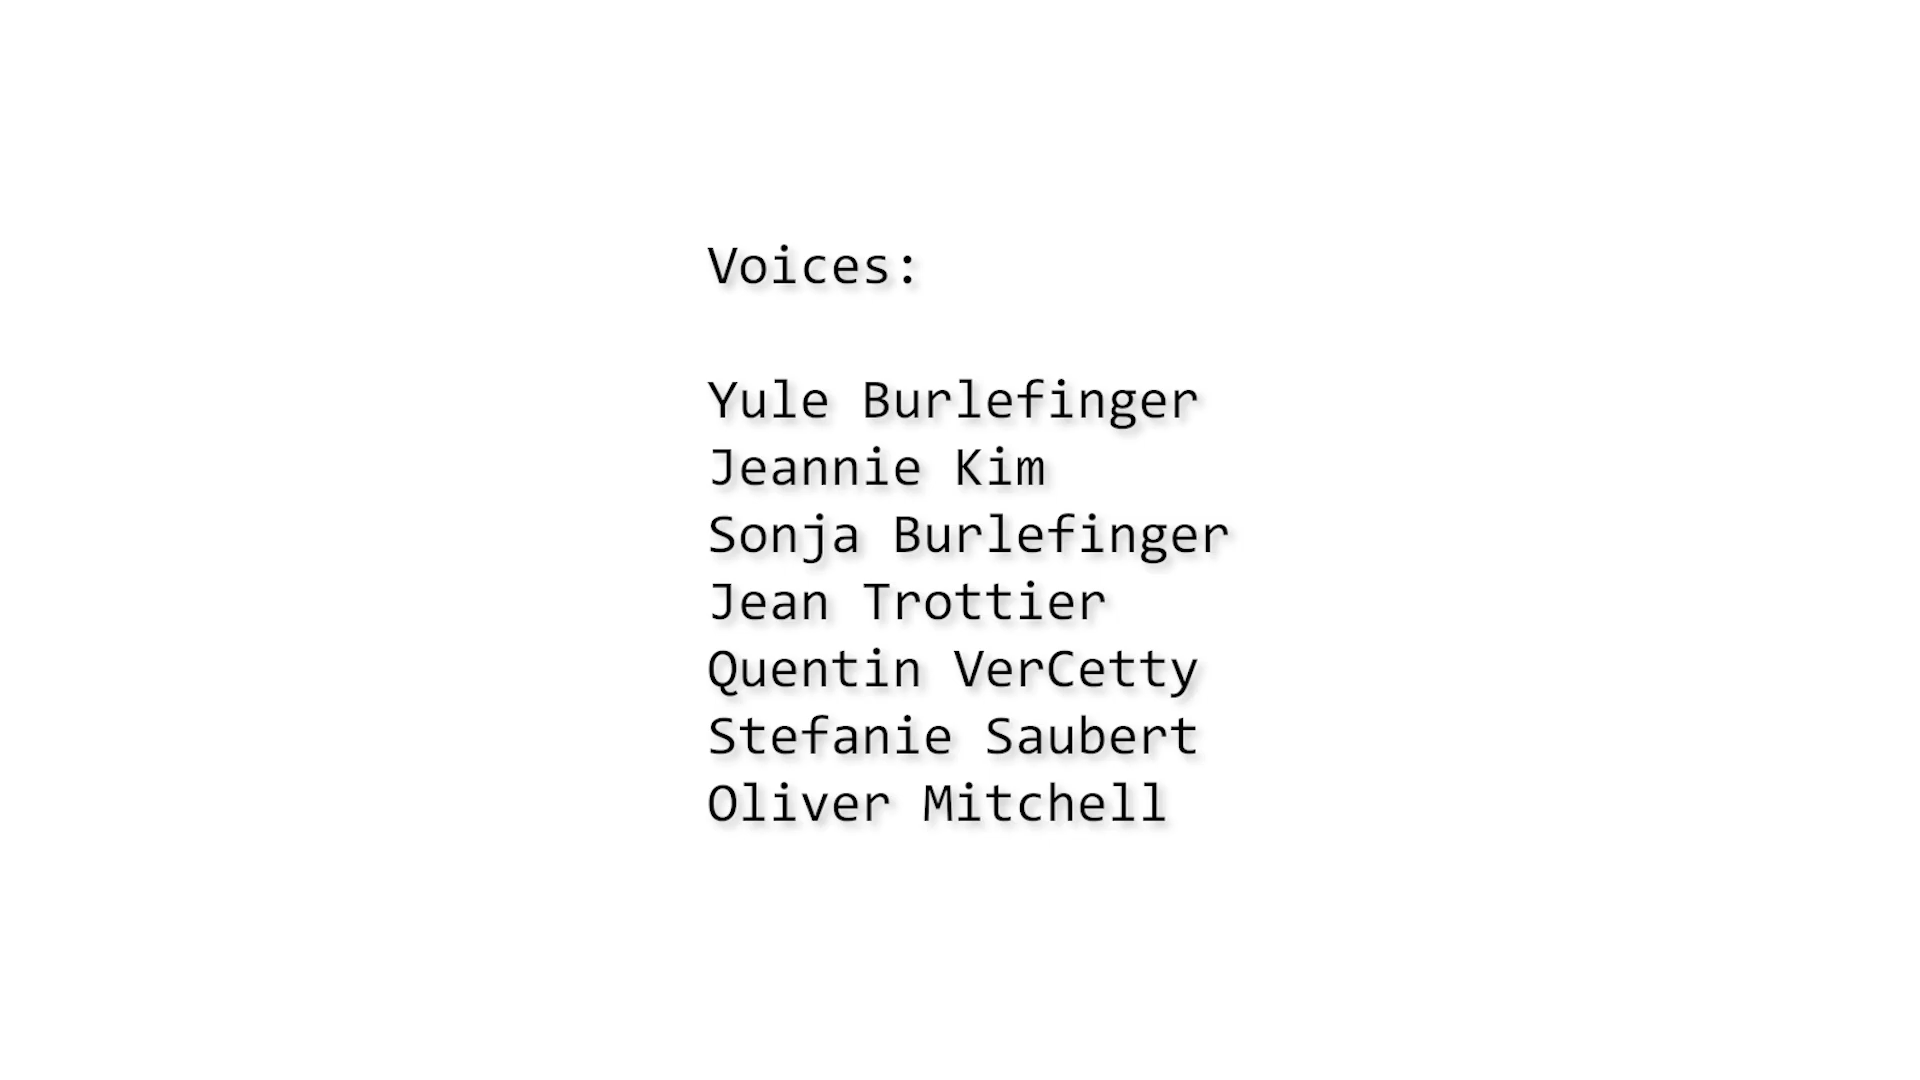 Voices:
Yule Burlefinger
Jeannie Kim
Sonja Burlefinger
Jean Trottier
Quentin VerCetty
Stefanie Saubert
Oliver Mitchell